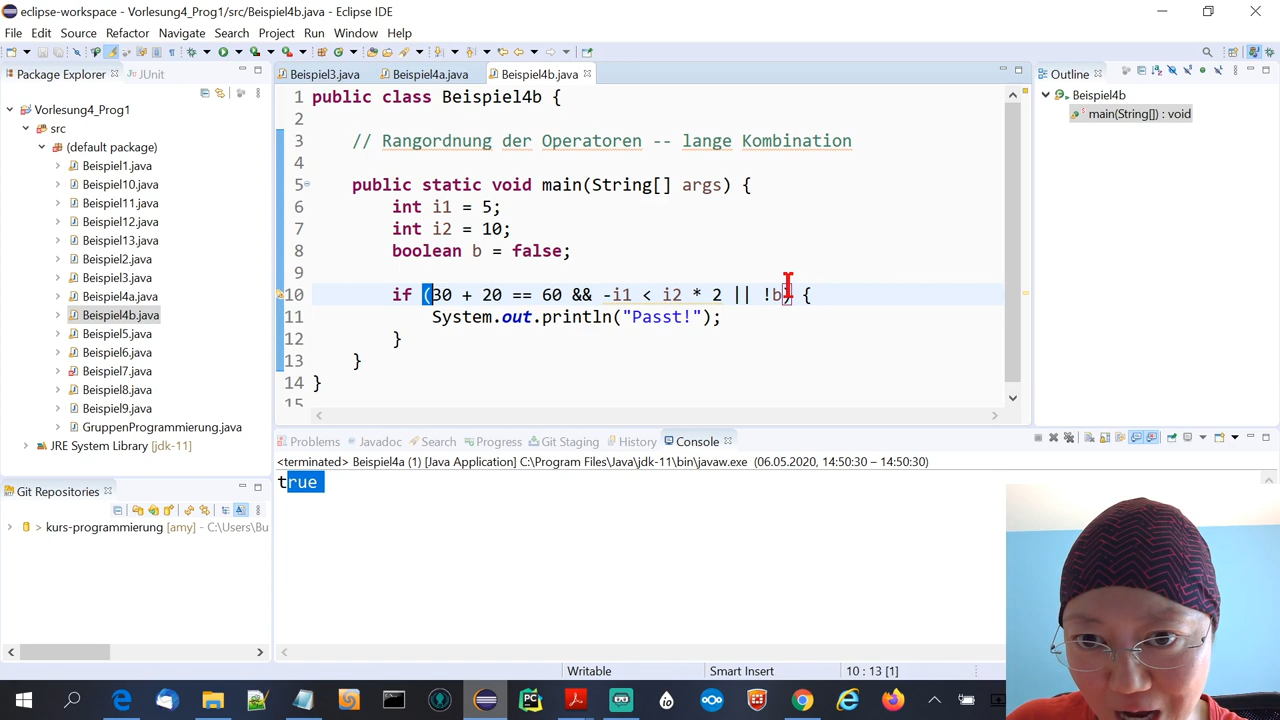 eclipse-workspace - Vorlesung4_Prog1/src/Beispiel4b.java - Eclipse IDE
File Edit Source Refactor Navigate Search Project Run Window Help
Package Explorer
JUnit
Vorlesung4_Prog1
src
(default package)
Beispiel1.java
Beispiel10.java
Beispiel11.java
Beispiel12.java
Beispiel13.java
Beispiel2.java
Beispiel3.java
Beispiel4a.java
Beispiel4b.java
Beispiel5.java
Beispiel6.java
Beispiel7.java
Beispiel8.java
Beispiel9.java
GruppenProgrammierung.java
JRE System Library [jdk-11]
Git Repositories
> kurs-programmierung [amy] - C:\Users\Bu
Beispiel3.java Beispiel4a.java Beispiel4b.java
1 public class Beispiel4b {
2
3 // Rangordnung der Operatoren -- lange Kombination
4
5 public static void main(String[] args) {
6 int i1 = 5;
7 int i2 = 10;
8 boolean b = false;
9
10 if (30 + 20 == 60 && -i1 < i2 * 2 || !b) {
11 System.out.println("Passt!");
12 }
13 }
14 }
15
Outline
Beispiel4b
main(String[]) : void
Problems Javadoc Search Progress Git Staging History Console
<terminated> Beispiel4a (1) [Java Application] C:\Program Files\Java\jdk-11\bin\javaw.exe (06.05.2020, 14:50:30 – 14:50:30)
true
Writable Smart Insert 10 : 13 [1]